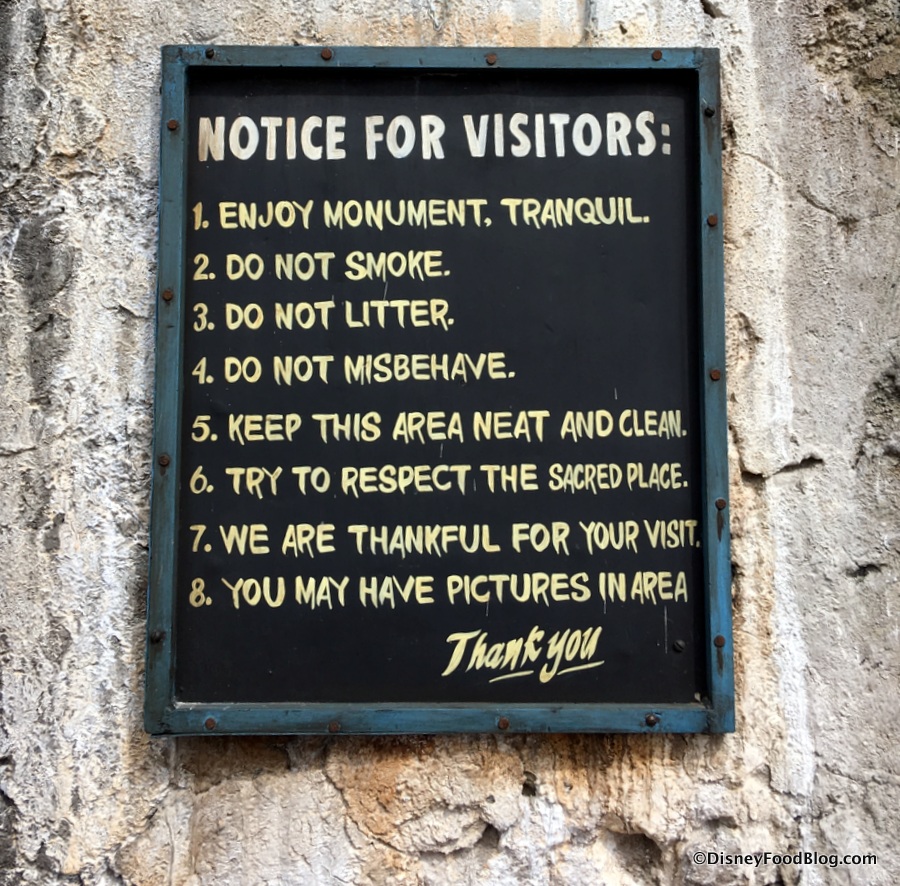 NOTICE FOR VISITORS:
1. ENJOY MONUMENT, TRANQUIL.
2. DO NOT SMOKE.
3. DO NOT LITTER.
4. DO NOT MISBEHAVE.
5. KEEP THIS AREA NEAT AND CLEAN.
6. TRY TO RESPECT THE SACRED PLACE.
7. WE ARE THANKFUL FOR YOUR VISIT.
8. YOU MAY HAVE PICTURES IN AREA
Thank you
©DisneyFoodBlog.com